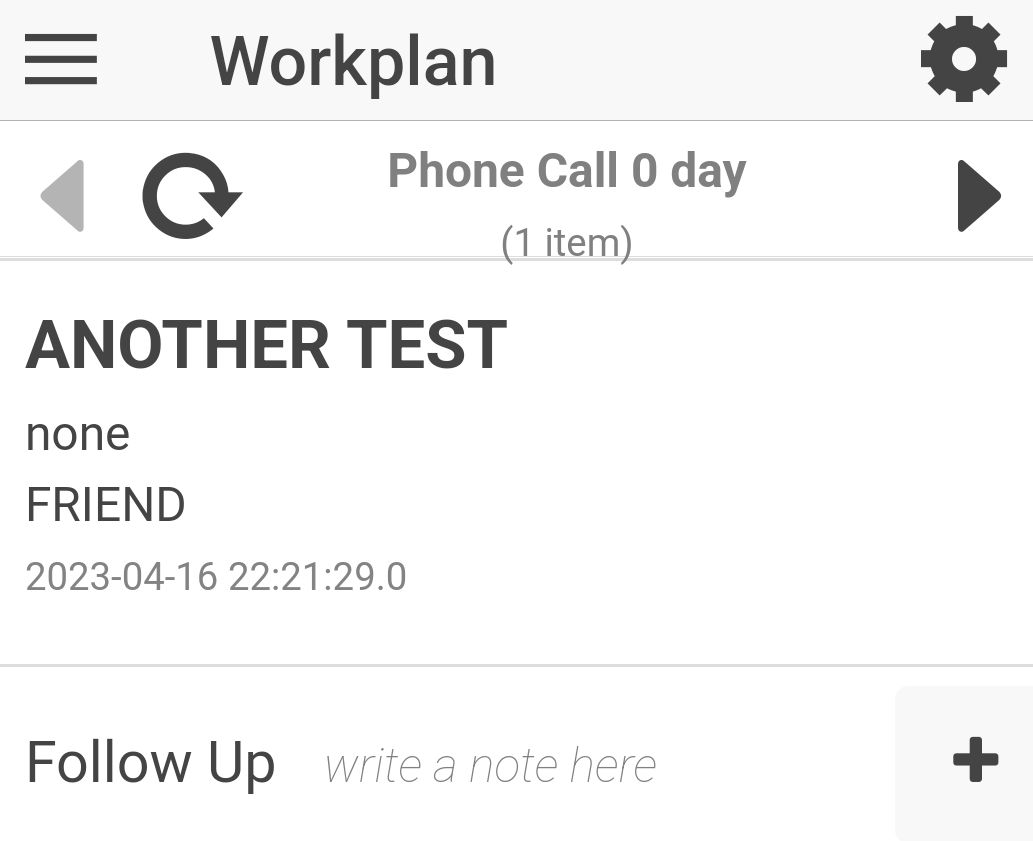 Workplan
Phone Call 0 day
(1 item)
ANOTHER TEST
none
FRIEND
2023-04-16 22:21:29.0
Follow Up write a note here